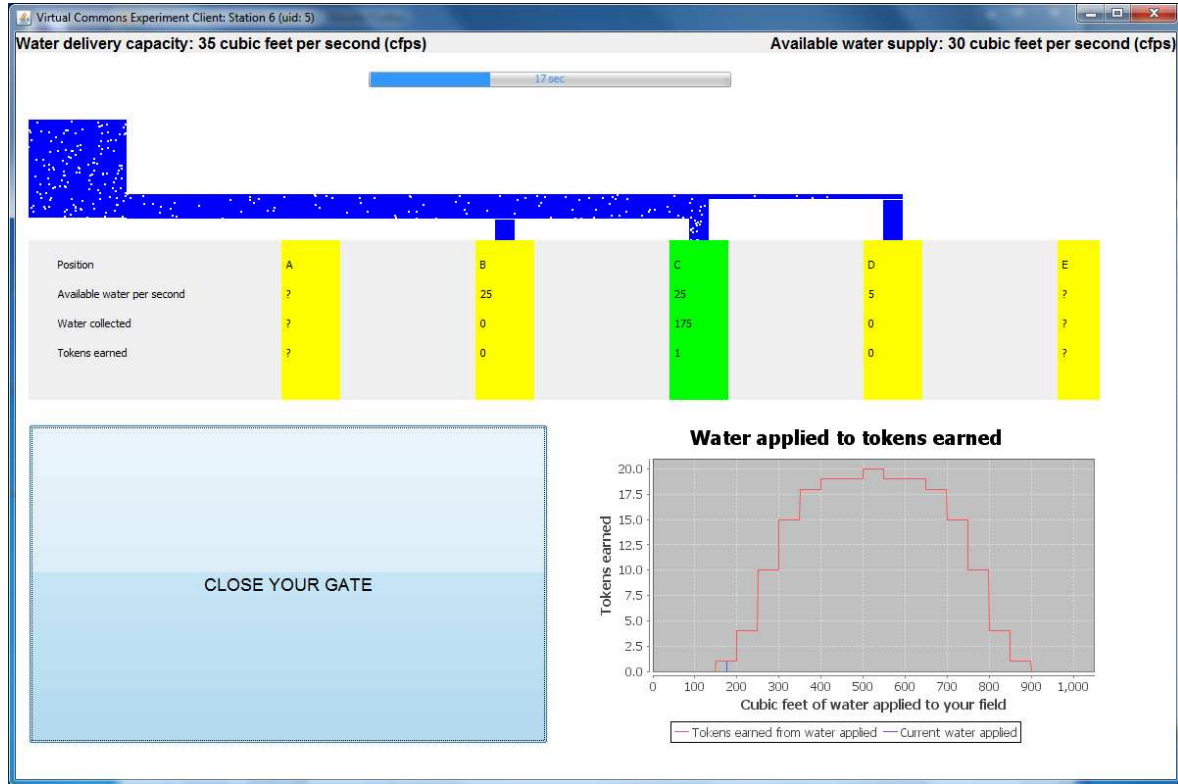 Virtual Commons Experiment Client: Station 6 (uid: 5)
Water delivery capacity: 35 cubic feet per second (cfps) Available water supply: 30 cubic feet per second (cfps)
17 sec
Position A B C D E
Available water per second ? 25 25 5 ?
Water collected ? 0 175 0 ?
Tokens earned ? 0 1 0 ?
CLOSE YOUR GATE
Water applied to tokens earned
20.0
17.5
15.0
12.5
10.0
7.5
5.0
2.5
0.0
Tokens earned
0 100 200 300 400 500 600 700 800 900 1,000
Cubic feet of water applied to your field
Tokens earned from water applied Current water applied